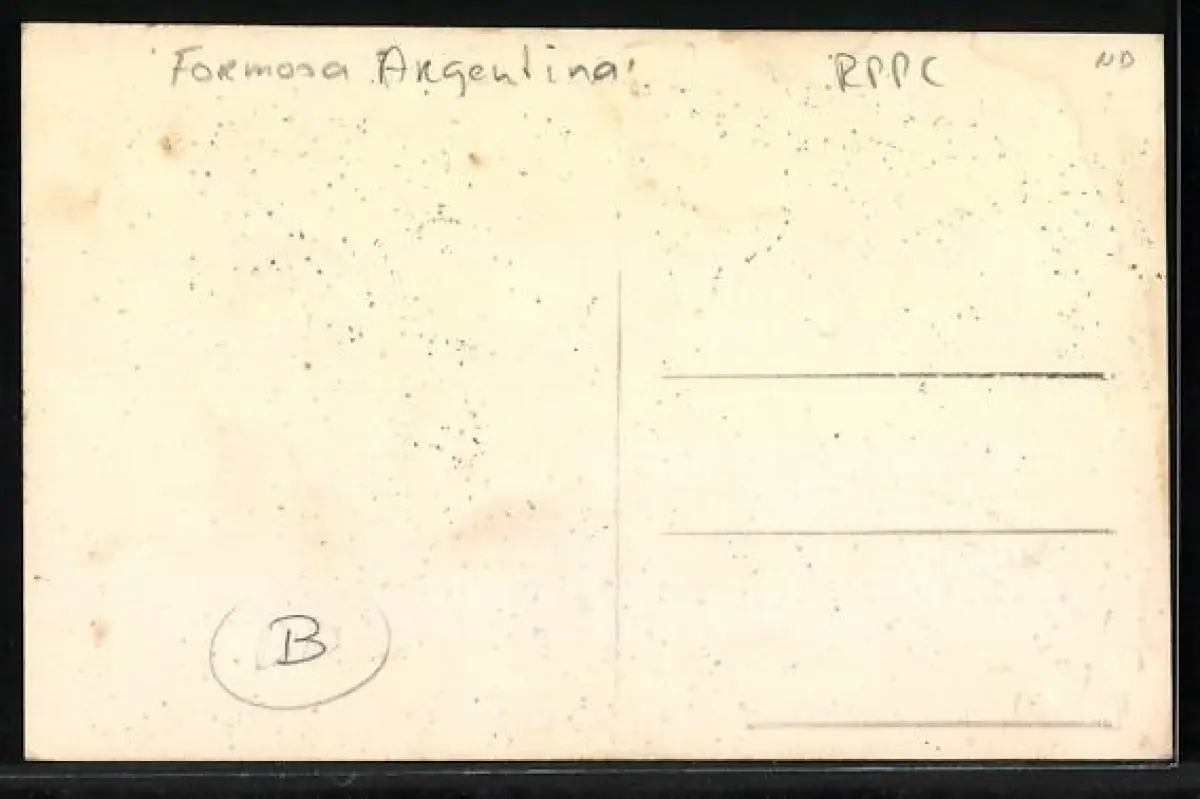 Formosa Argentina RPPC ND
B